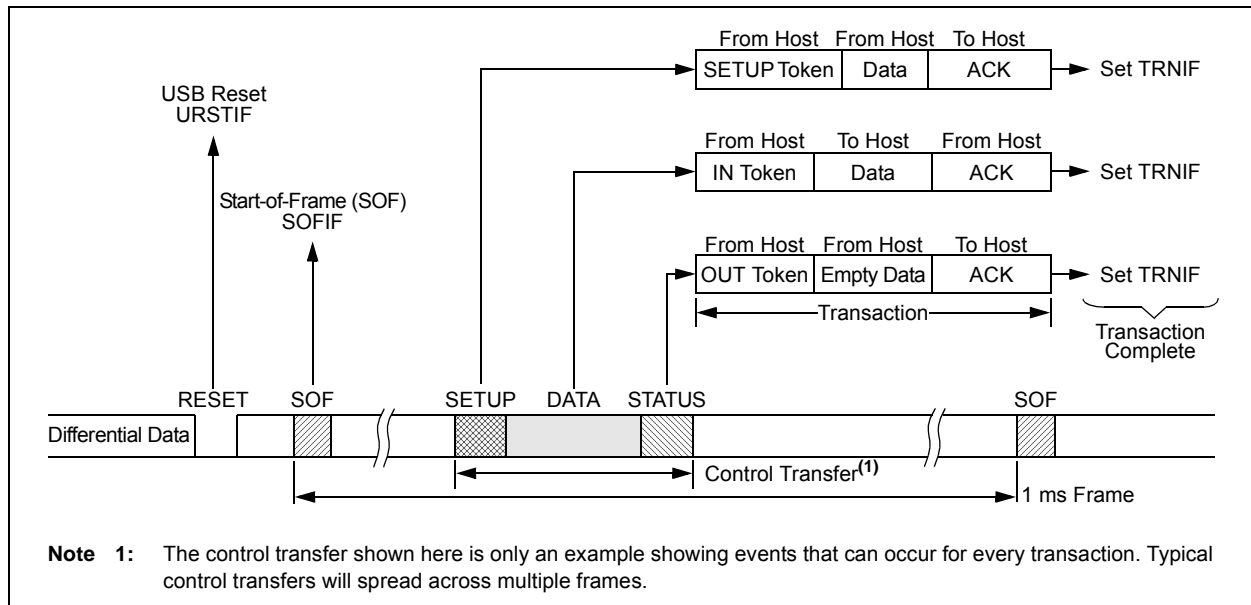 From Host From Host To Host
SETUP Token Data ACK Set TRNIF
USB Reset
URSTIF
From Host To Host From Host
IN Token Data ACK Set TRNIF
Start-of-Frame (SOF)
SOFIF
From Host From Host To Host
OUT Token Empty Data ACK Set TRNIF
Transaction
Transaction
Complete
RESET SOF SETUP DATA STATUS SOF
Differential Data
Control Transfer(1)
1 ms Frame
Note 1: The control transfer shown here is only an example showing events that can occur for every transaction. Typical
control transfers will spread across multiple frames.